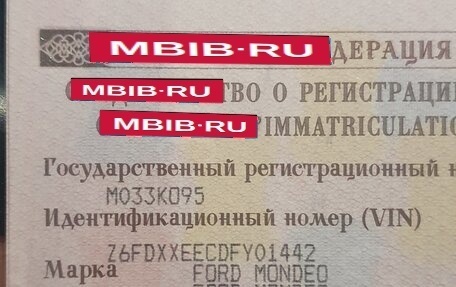 MBIB·RU ДЕРАЦИЯ
MBIB·RU ТВО О РЕГИСТРАЦИ
MBIB·RU 'IMMATRICULATIO
Государственный регистрационный н
М033КО95
Идентификационный номер (VIN)
Z6FDXXEECDFY01442
Марка FORD MONDEO